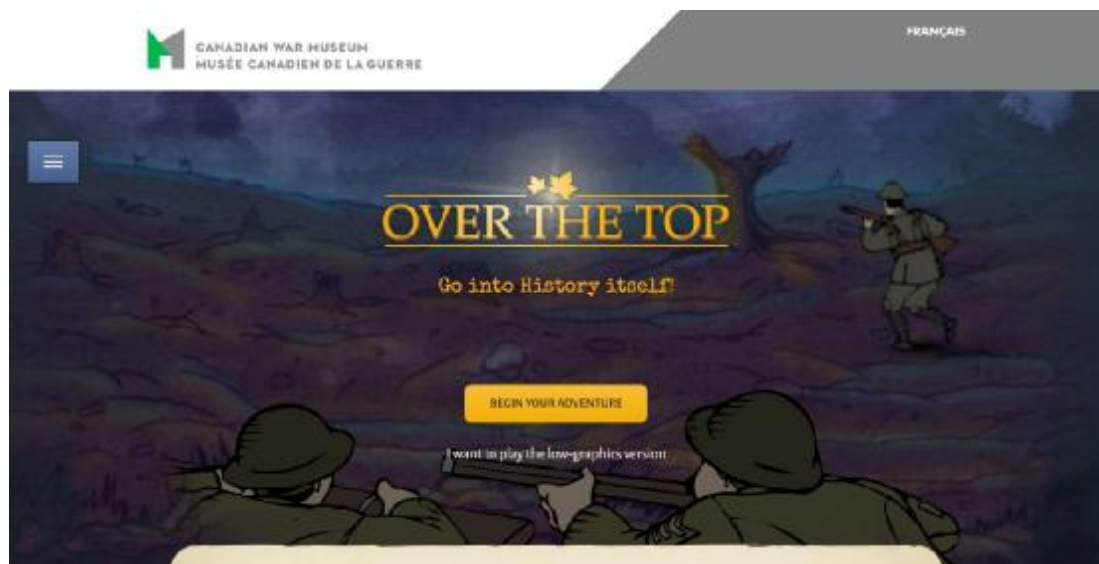 CANADIAN WAR MUSEUM
MUSÉE CANADIEN DE LA GUERRE
FRANÇAIS
OVER THE TOP
Go into History itself!
BEGIN YOUR ADVENTURE
I want to play the low-graphics version